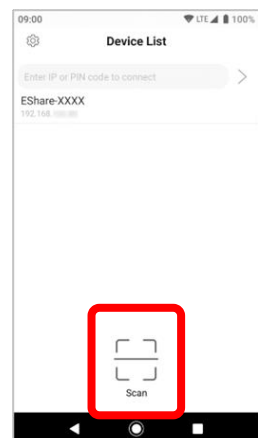 09:00 LTE 100%
Device List
Enter IP or PIN code to connect
EShare-XXXX
192.168.
Scan